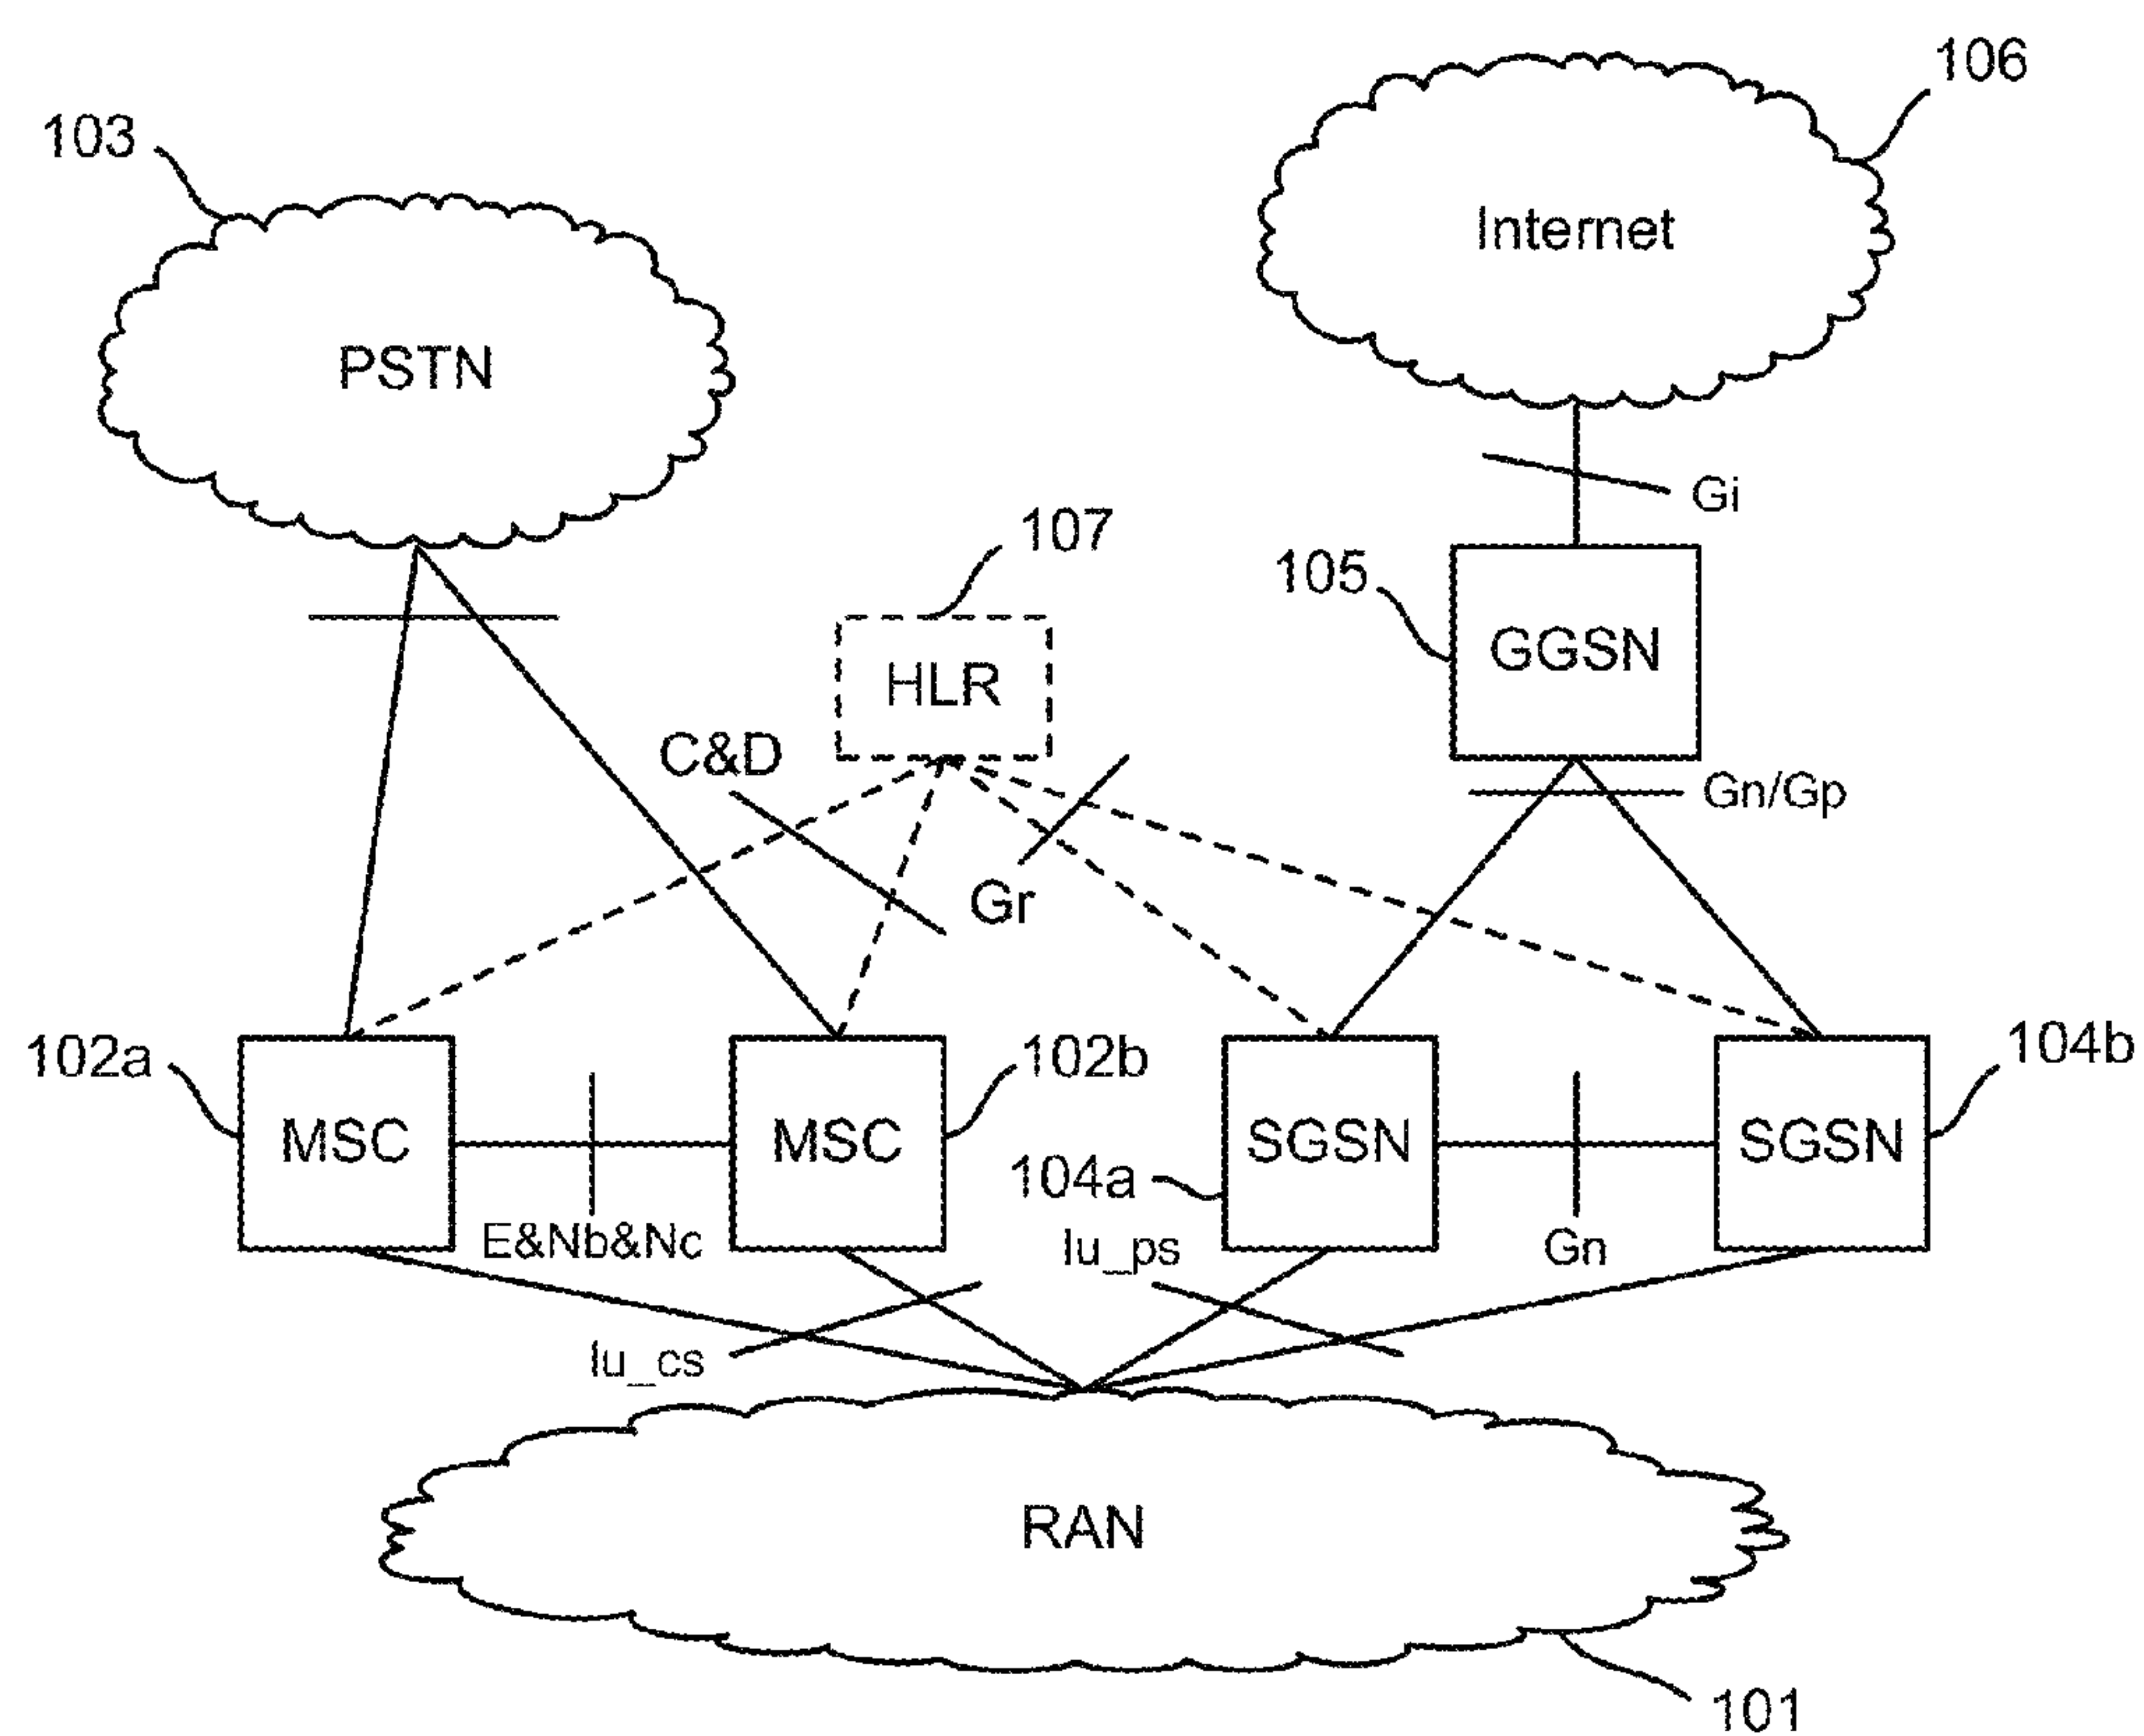 106
103
Internet
PSTN
Gi
107
105
GGSN
HLR
C&D
Gn/Gp
Gr
102a
102b
104b
MSC
MSC
SGSN
SGSN
104a
E&Nb&Nc
Iu_ps
Gn
Iu_cs
RAN
101